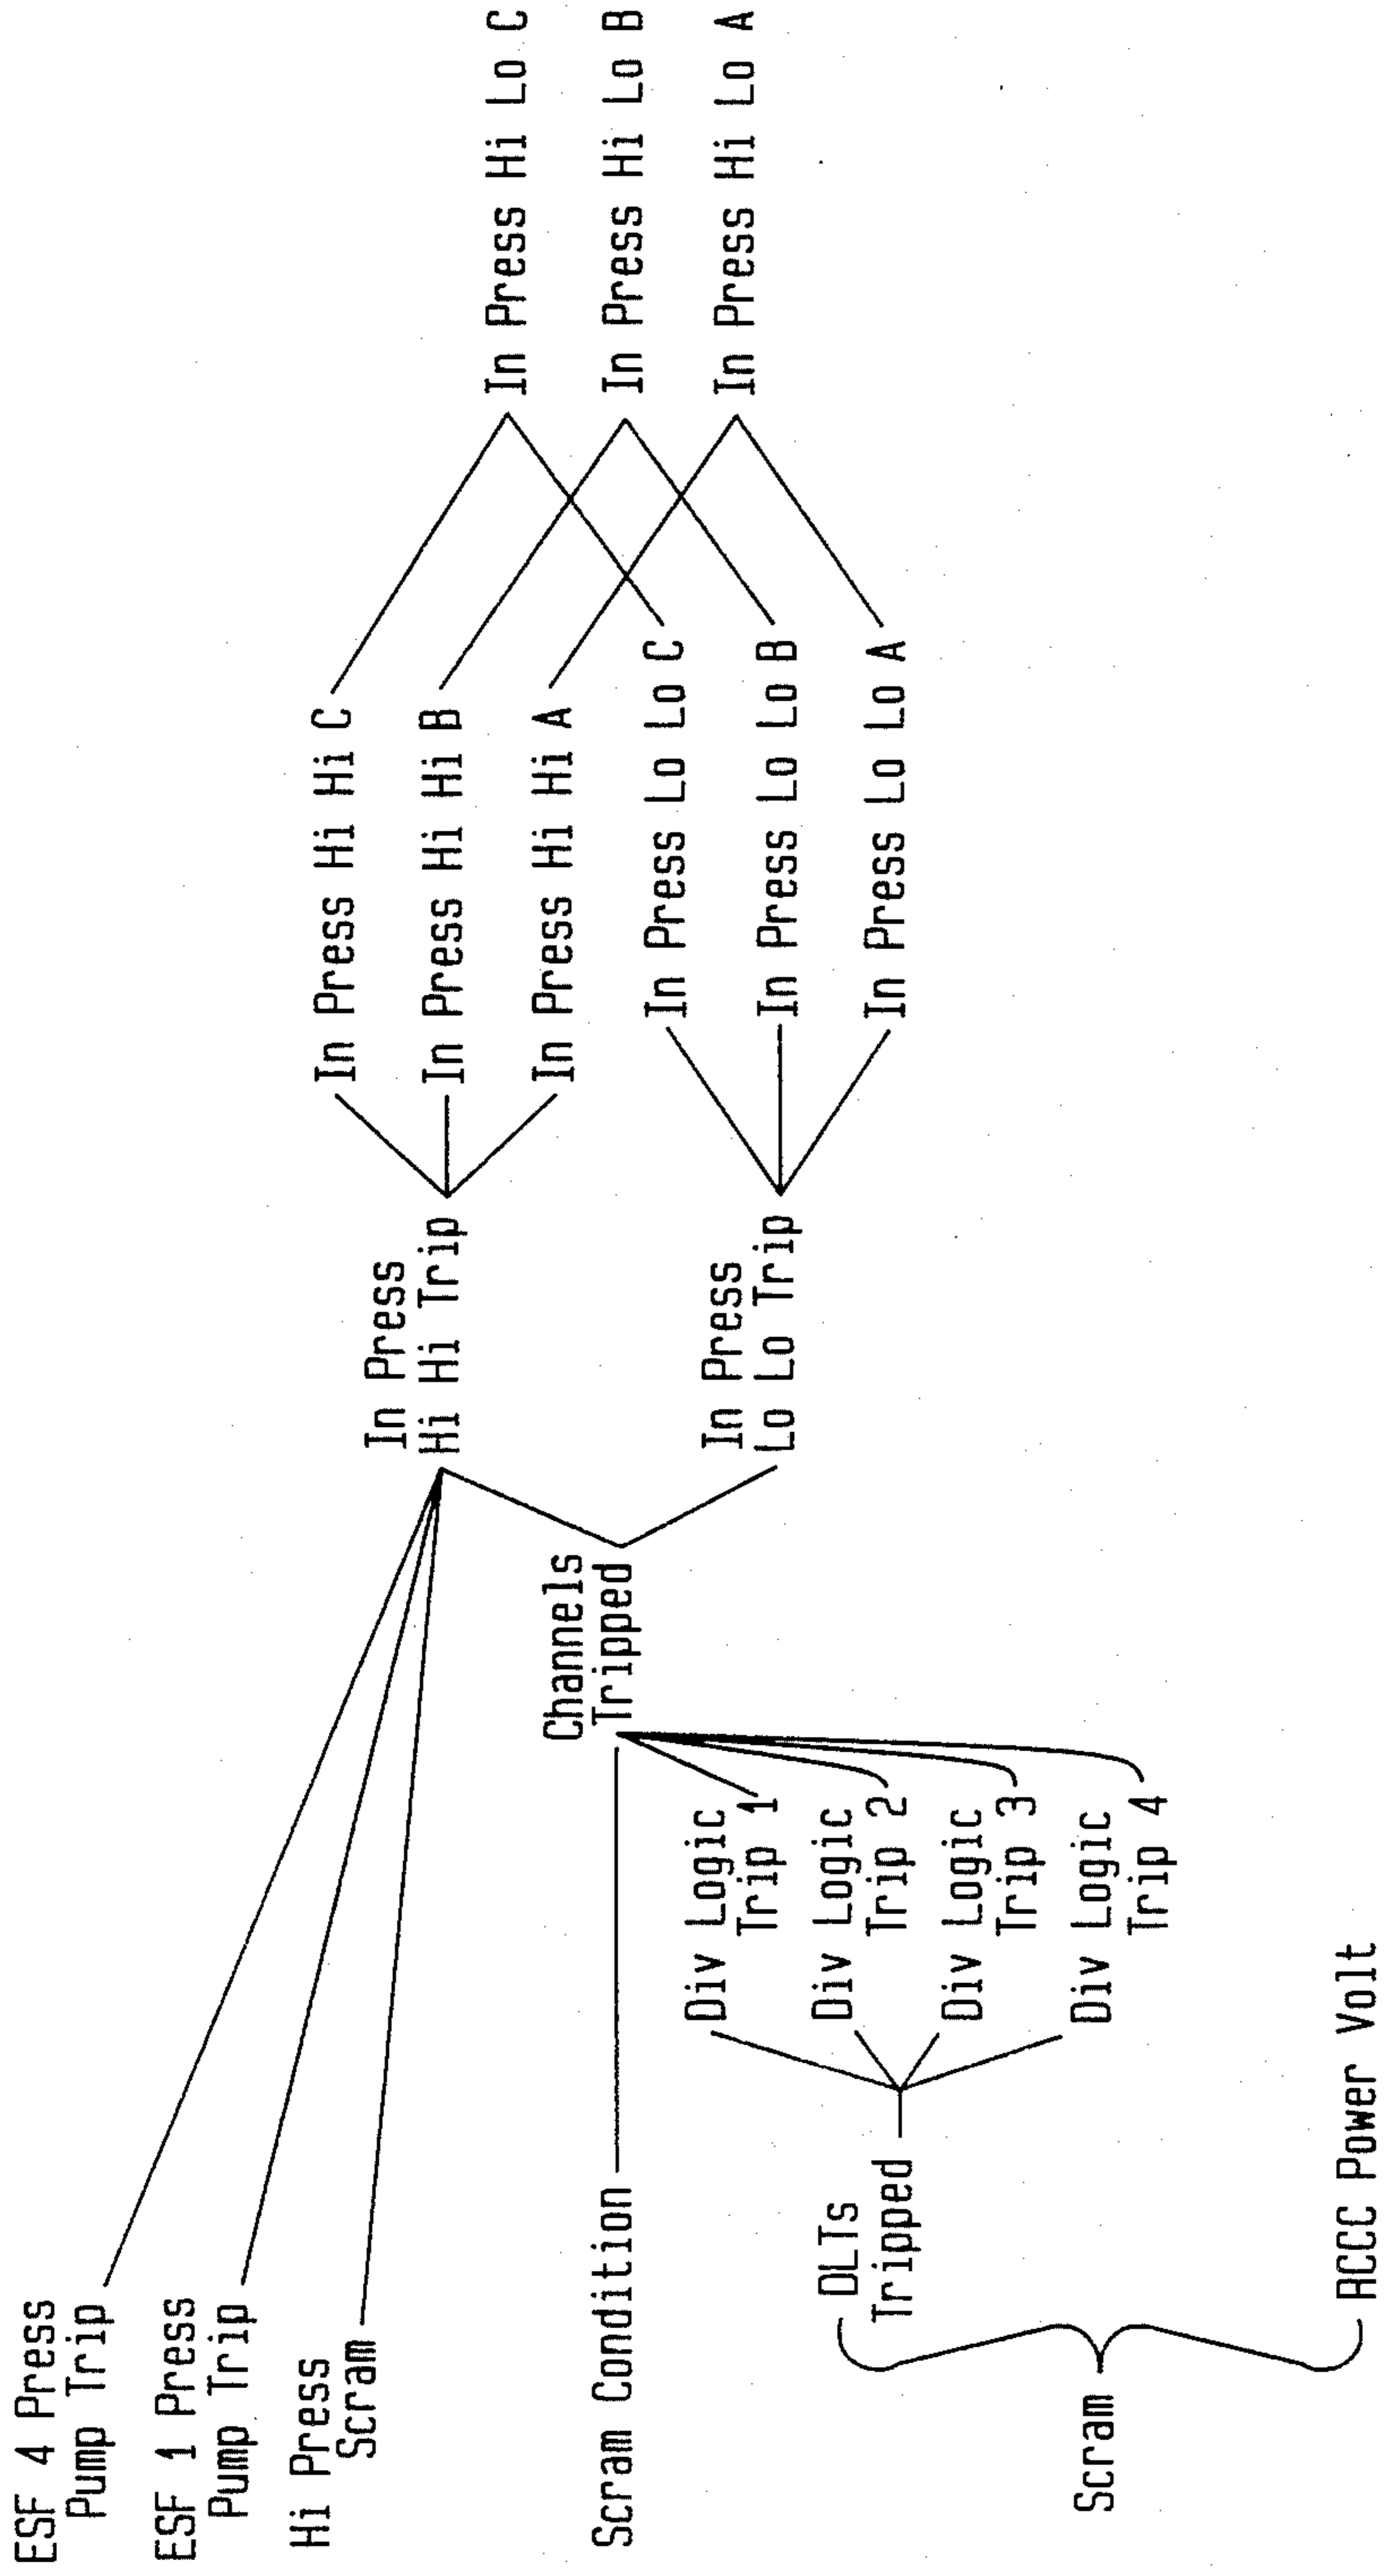 ESF 4 Press
Pump Trip
ESF 1 Press
Pump Trip
Hi Press
Scram
Scram Condition
Scram
DLTs
Tripped
RCCC Power Volt
Div Logic
Trip 1
Div Logic
Trip 2
Div Logic
Trip 3
Div Logic
Trip 4
Channels
Tripped
In Press
Hi Hi Trip
In Press
Lo Lo Trip
In Press Hi Hi C
In Press Hi Hi B
In Press Hi Hi A
In Press Lo Lo C
In Press Lo Lo B
In Press Lo Lo A
In Press Hi Lo C
In Press Hi Lo B
In Press Hi Lo A